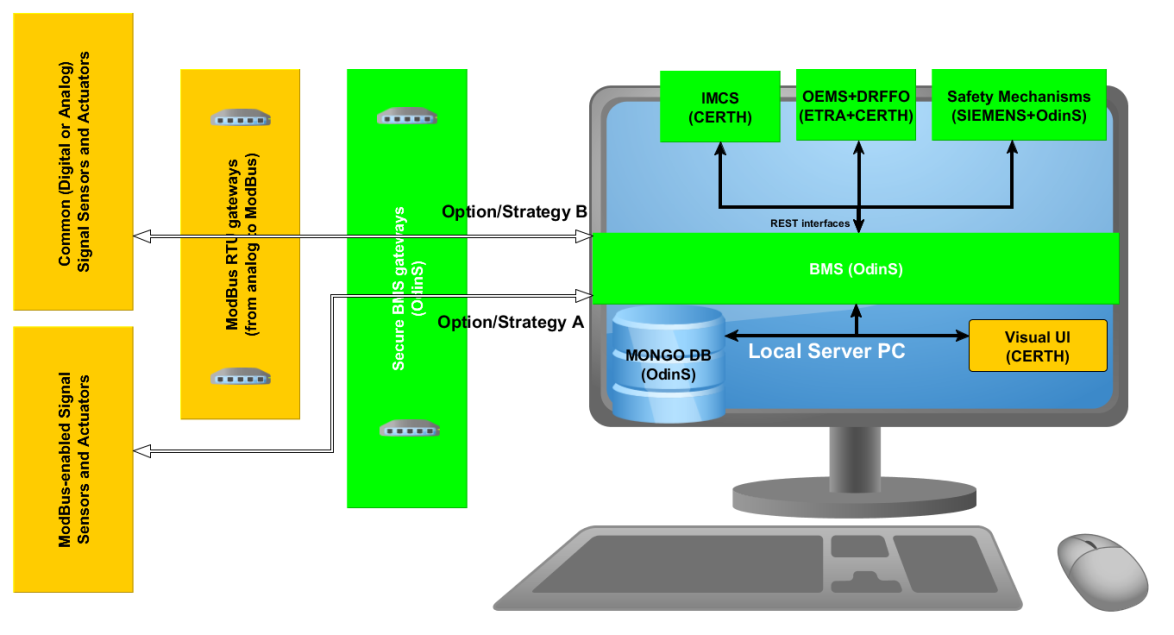 Common (Digital or Analog)
Signal Sensors and Actuators
ModBus-enabled Signal
Sensors and Actuators
ModBus RTU gateways
(from analog to ModBus)
Secure BMS gateways
(OdinS)
Option/Strategy B
Option/Strategy A
IMCS
(CERTH)
OEMS+DRFFO
(ETRA+CERTH)
Safety Mechanisms
(SIEMENS+OdinS)
REST interfaces
BMS (OdinS)
MONGO DB
(OdinS)
Local Server PC
Visual UI
(CERTH)